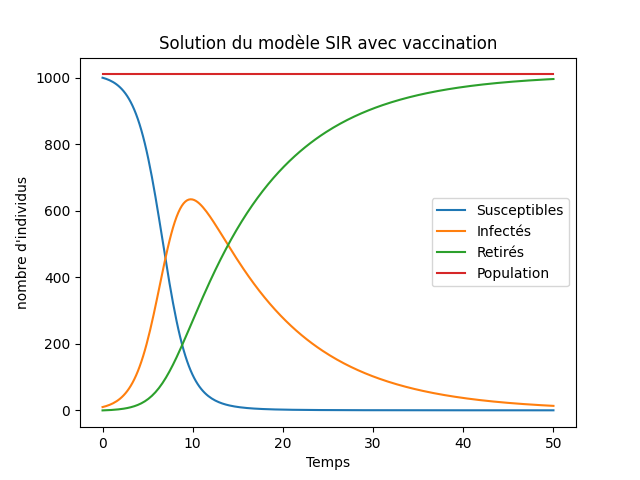 Solution du modèle SIR avec vaccination
nombre d'individus
1000
800
600
400
200
0
Susceptibles
Infectés
Retirés
Population
0 10 20 30 40 50
Temps